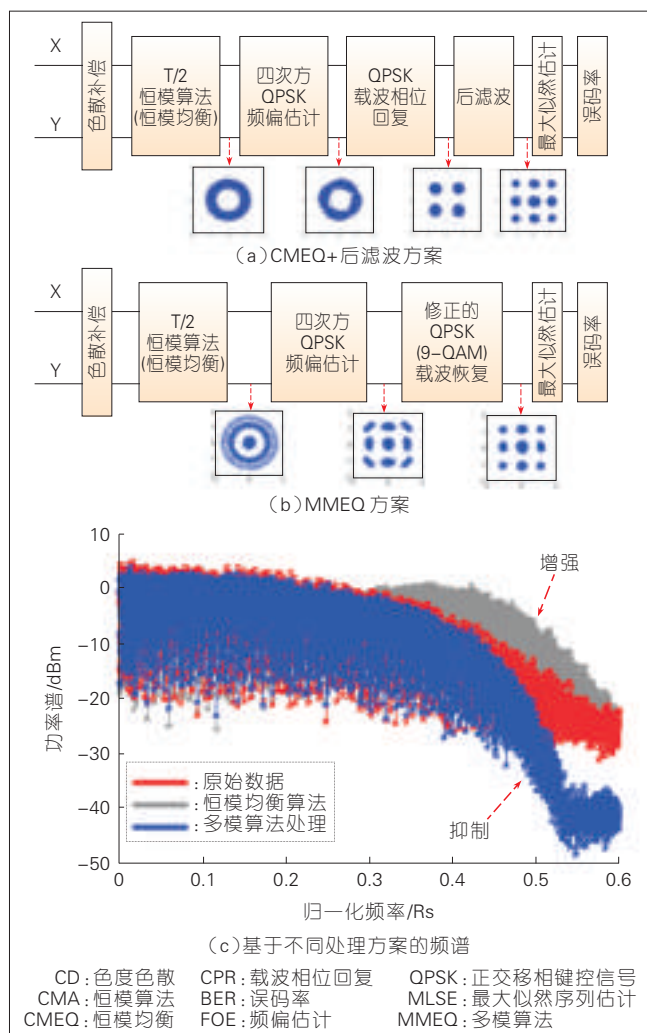 X
Y
色散补偿
T/2
恒模算法
(恒模均衡)
四次方
QPSK
频偏估计
QPSK
载波相位
回复
后滤波
最大似然估计
误码率
(a)CMEQ+后滤波方案
X
Y
色散补偿
T/2
恒模算法
(恒模均衡)
四次方
QPSK
频偏估计
修正的
QPSK
(9-QAM)
载波恢复
最大似然估计
误码率
(b)MMEQ方案
10
0
-10
-20
-30
-40
-50
功率谱/dBm
增强
抑制
:原始数据
:恒模均衡算法
:多模算法处理
0 0.1 0.2 0.3 0.4 0.5 0.6
归一化频率/Rs
(c)基于不同处理方案的频谱
CD:色度色散 CPR:载波相位回复 QPSK:正交移相键控信号
CMA:恒模算法 BER:误码率 MLSE:最大似然序列估计
CMEQ:恒模均衡 FOE:频偏估计 MMEQ:多模算法